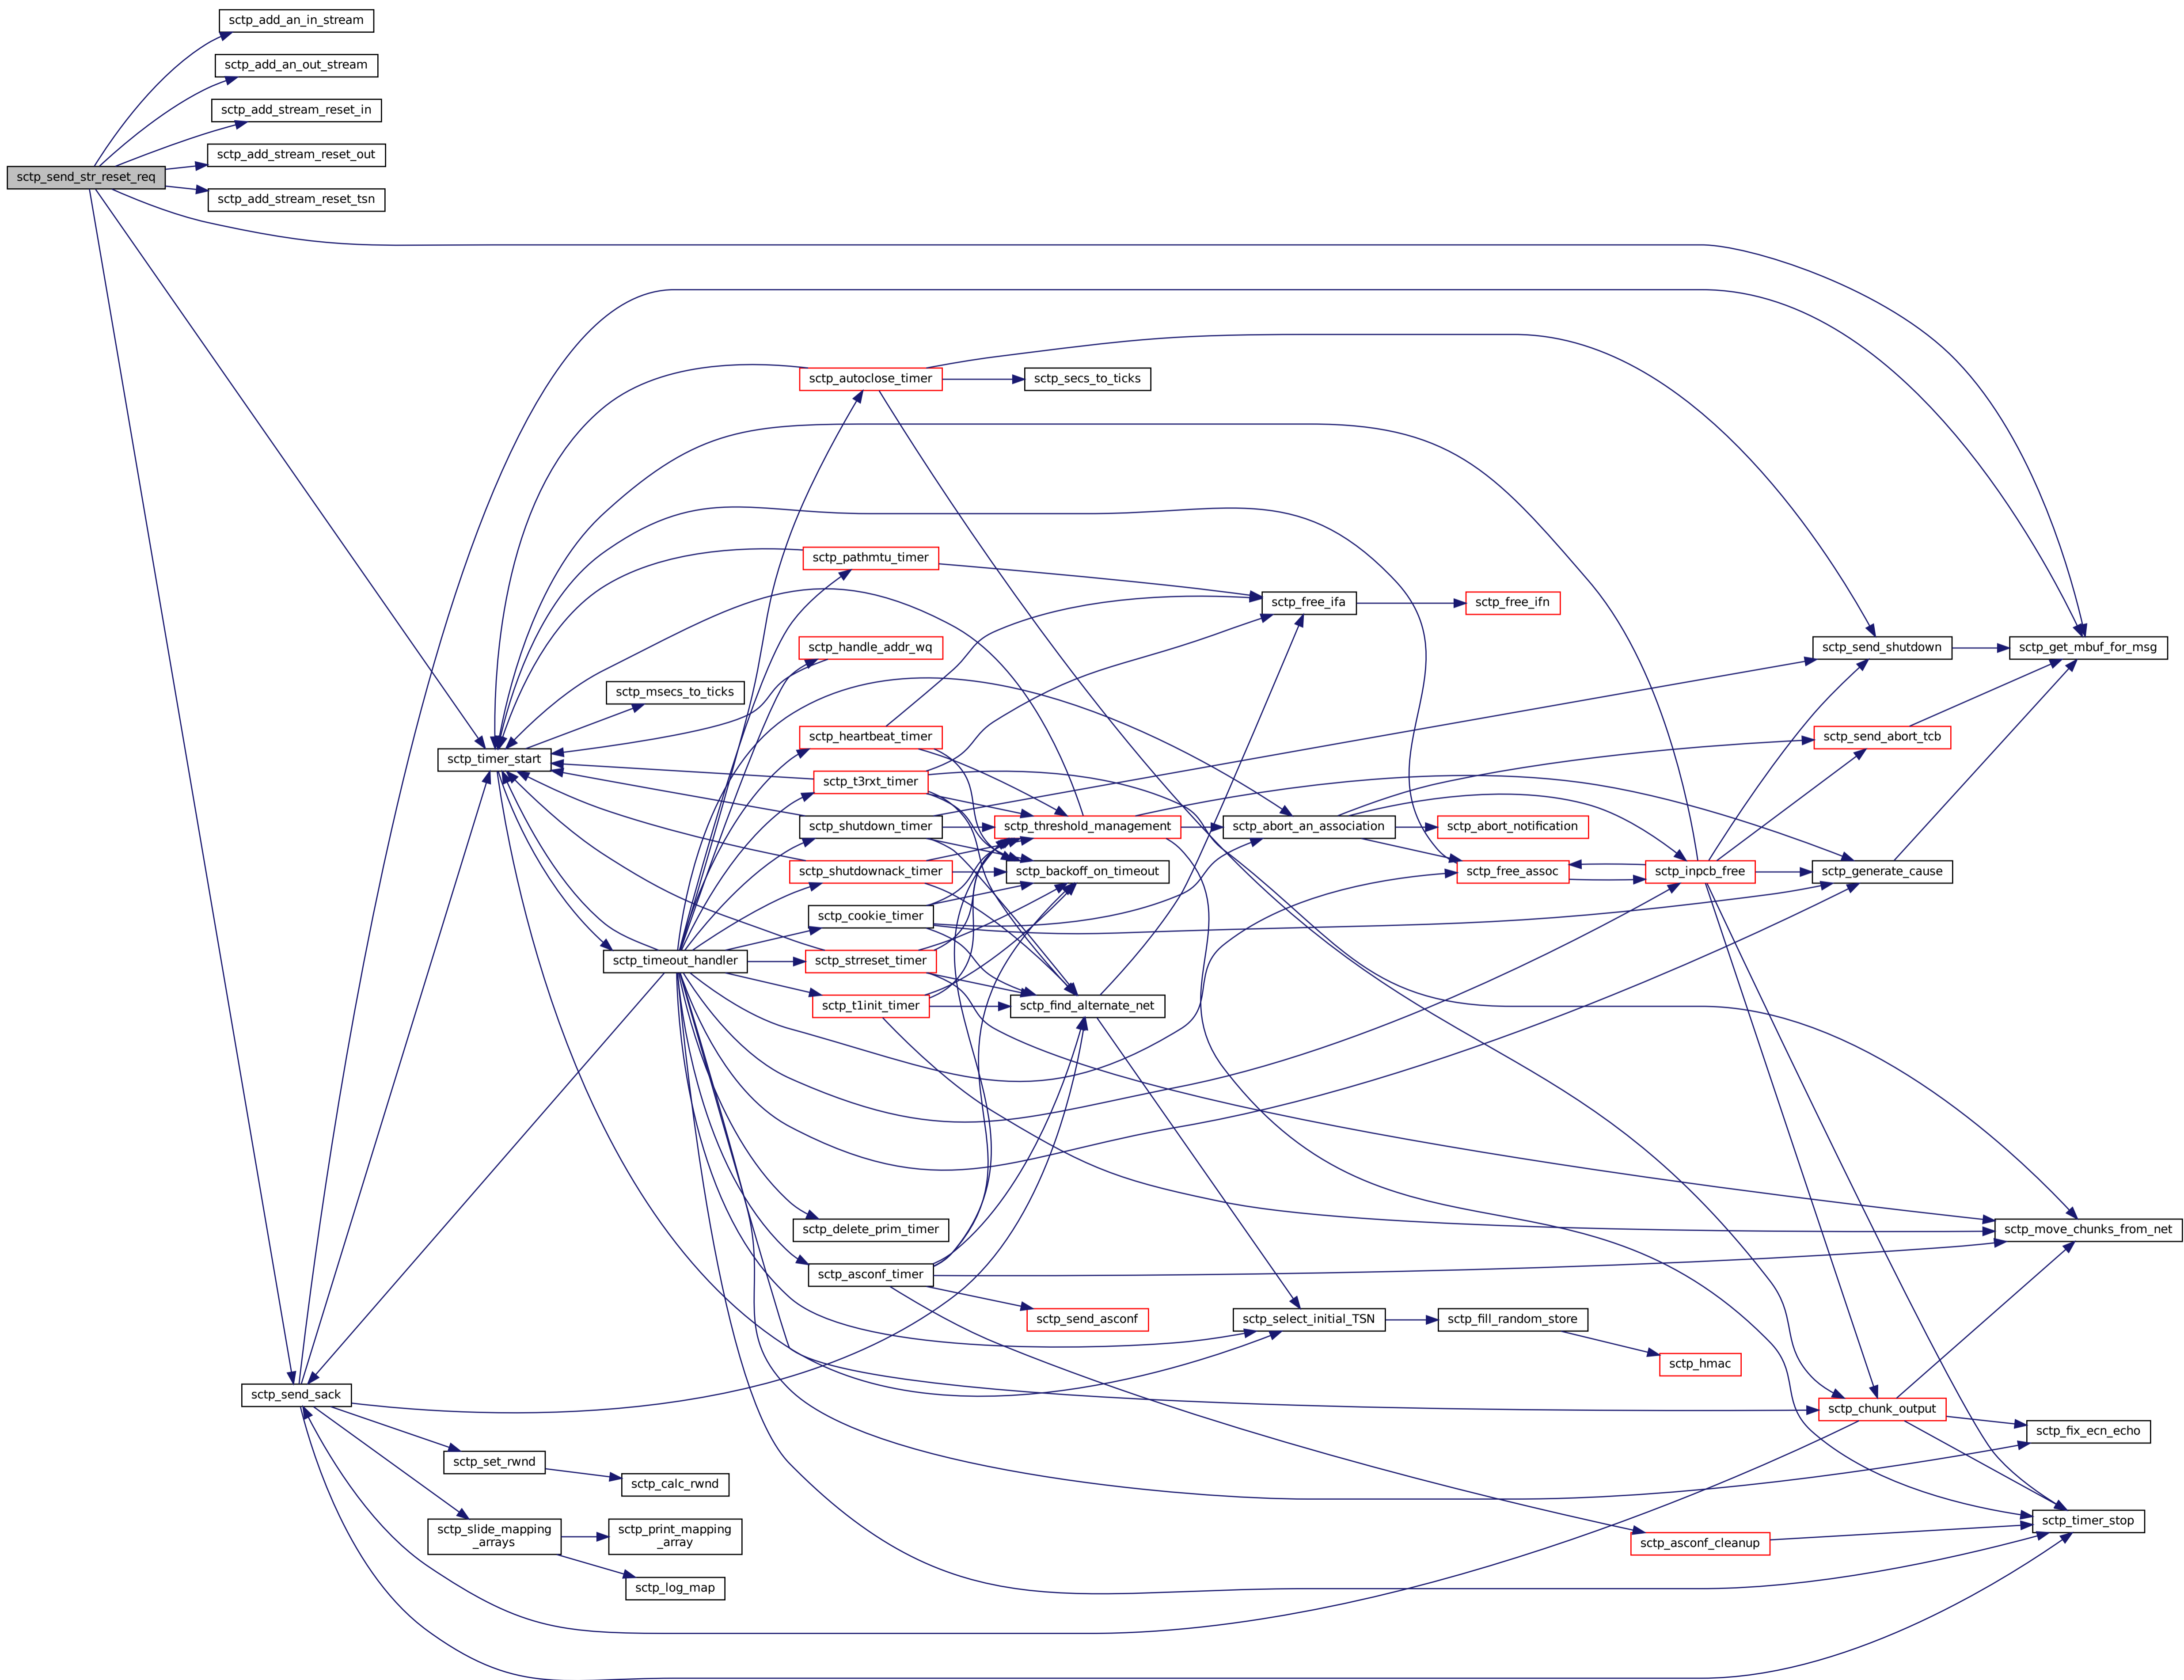 sctp_add_an_in_stream
sctp_add_an_out_stream
sctp_add_stream_reset_in
sctp_add_stream_reset_out
sctp_send_str_reset_req
sctp_add_stream_reset_tsn
sctp_autoclose_timer
sctp_secs_to_ticks
sctp_pathmtu_timer
sctp_free_ifa
sctp_free_ifn
sctp_handle_addr_wq
sctp_send_shutdown
sctp_get_mbuf_for_msg
sctp_msecs_to_ticks
sctp_heartbeat_timer
sctp_send_abort_tcb
sctp_timer_start
sctp_t3rxt_timer
sctp_shutdown_timer
sctp_threshold_management
sctp_abort_an_association
sctp_abort_notification
sctp_shutdownack_timer
sctp_backoff_on_timeout
sctp_free_assoc
sctp_inpcb_free
sctp_generate_cause
sctp_cookie_timer
sctp_timeout_handler
sctp_strreset_timer
sctp_t1init_timer
sctp_find_alternate_net
sctp_delete_prim_timer
sctp_move_chunks_from_net
sctp_asconf_timer
sctp_send_asconf
sctp_select_initial_TSN
sctp_fill_random_store
sctp_hmac
sctp_send_sack
sctp_chunk_output
sctp_fix_ecn_echo
sctp_set_rwnd
sctp_calc_rwnd
sctp_slide_mapping
_arrays
sctp_print_mapping
_array
sctp_timer_stop
sctp_asconf_cleanup
sctp_log_map